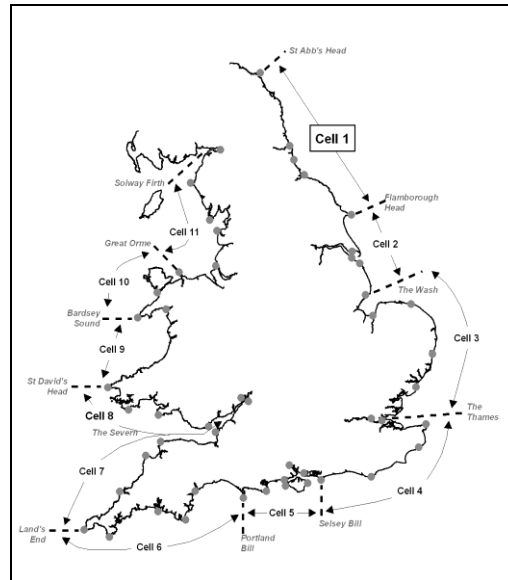 St Abb's Head
Cell 1
Solway Firth
Flamborough
Head
Cell 11
Great Orme
Cell 2
Cell 10
The Wash
Bardsey
Sound
Cell 3
Cell 9
St David's
Head
Cell 8
The
Thames
The Severn
Cell 7
Cell 4
Cell 5
Selsey Bill
Land's
End
Cell 6
Portland
Bill